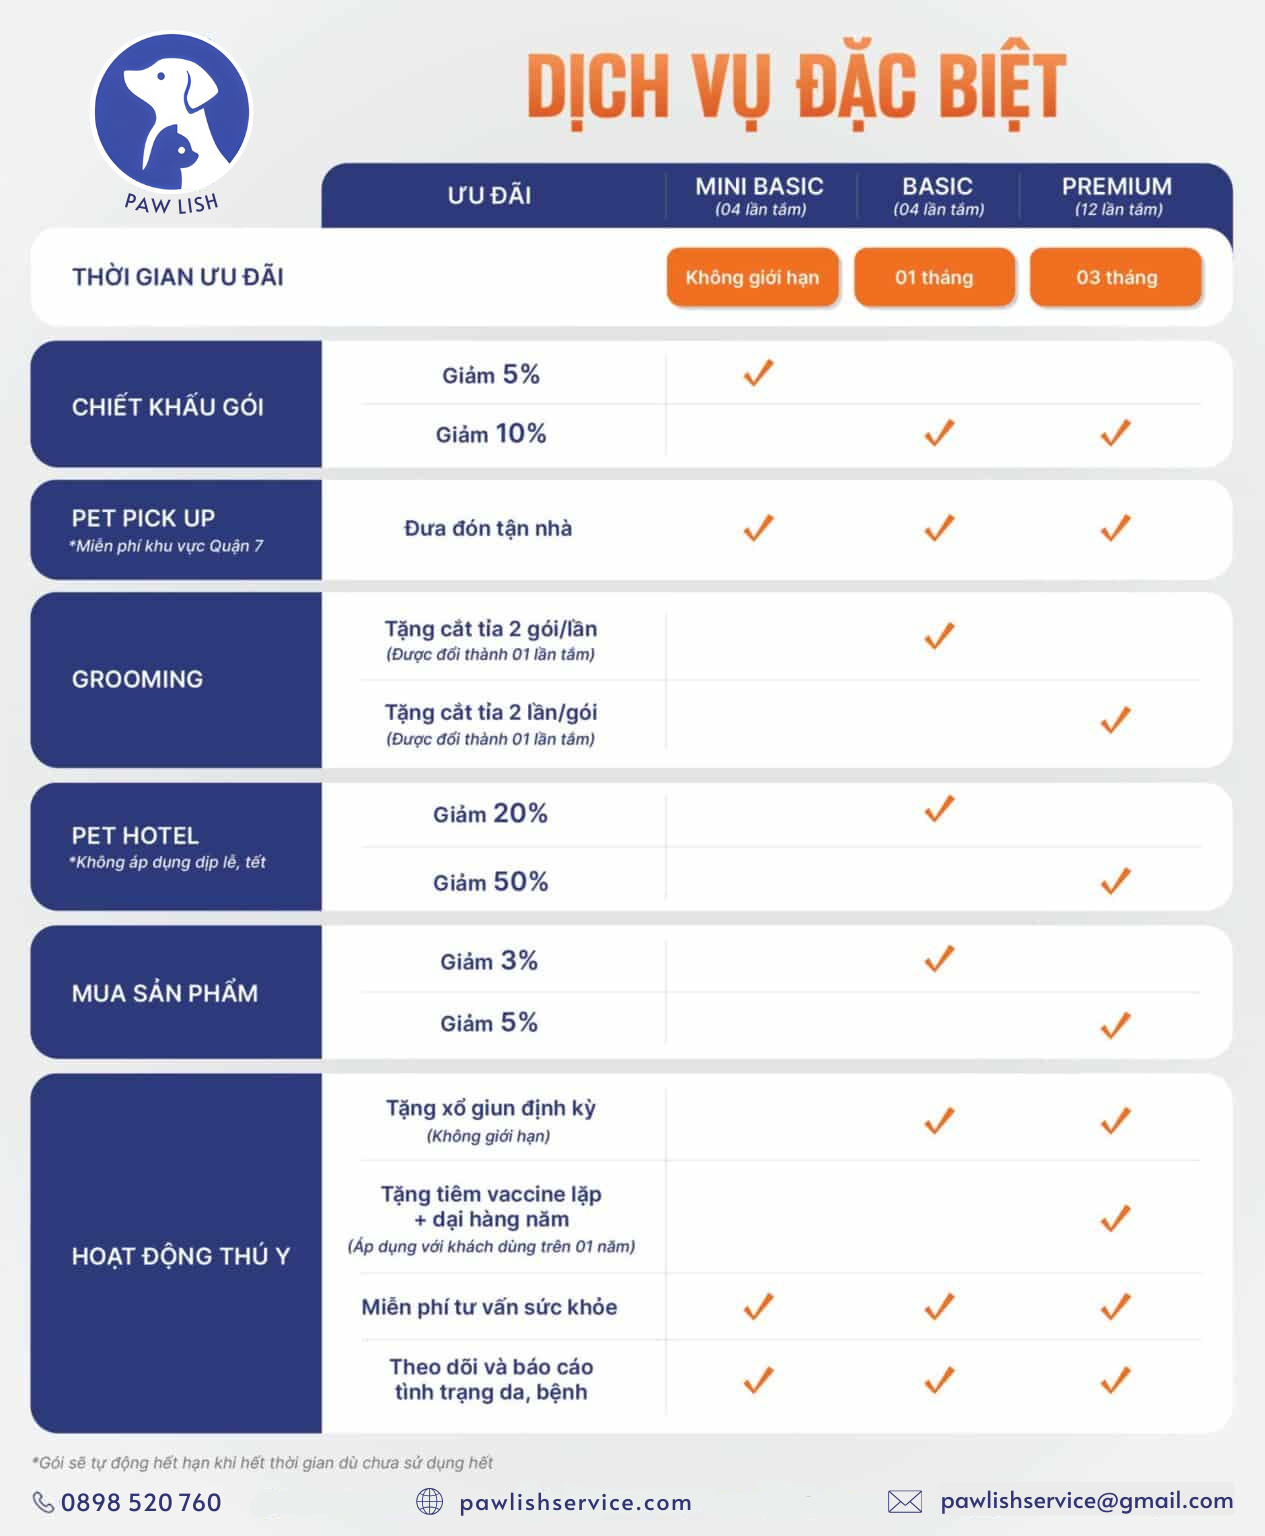 PAW LISH
DỊCH VỤ ĐẶC BIỆT
ƯU ĐÃI
MINI BASIC
(04 lần tắm)
BASIC
(04 lần tắm)
PREMIUM
(12 lần tắm)
THỜI GIAN ƯU ĐÃI
Không giới hạn
01 tháng
03 tháng
CHIẾT KHẤU GÓI
Giảm 5%
Giảm 10%
PET PICK UP
*Miễn phí khu vực Quận 7
Đưa đón tận nhà
GROOMING
Tặng cắt tỉa 2 gói/lần
(Được đổi thành 01 lần tắm)
Tặng cắt tỉa 2 lần/gói
(Được đổi thành 01 lần tắm)
PET HOTEL
*Không áp dụng dịp lễ, tết
Giảm 20%
Giảm 50%
MUA SẢN PHẨM
Giảm 3%
Giảm 5%
HOẠT ĐỘNG THÚ Y
Tặng xổ giun định kỳ
(Không giới hạn)
Tặng tiêm vaccine lặp
+ dại hàng năm
(Áp dụng với khách dùng trên 01 năm)
Miễn phí tư vấn sức khỏe
Theo dõi và báo cáo
tình trạng da, bệnh
*Gói sẽ tự động hết hạn khi hết thời gian dù chưa sử dụng hết
0898 520 760
pawlishservice.com
pawlishservice@gmail.com